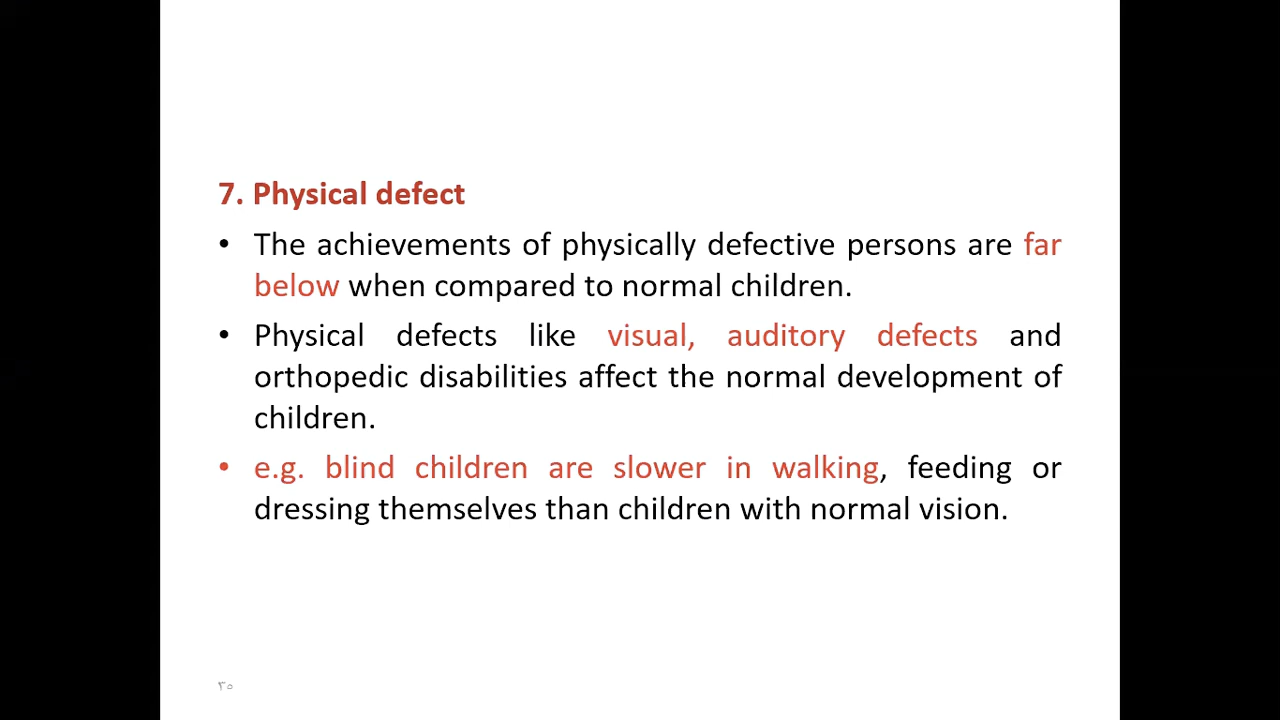 7. Physical defect
• The achievements of physically defective persons are far
below when compared to normal children.
• Physical defects like visual, auditory defects and
orthopedic disabilities affect the normal development of
children.
• e.g. blind children are slower in walking, feeding or
dressing themselves than children with normal vision.
٣٥